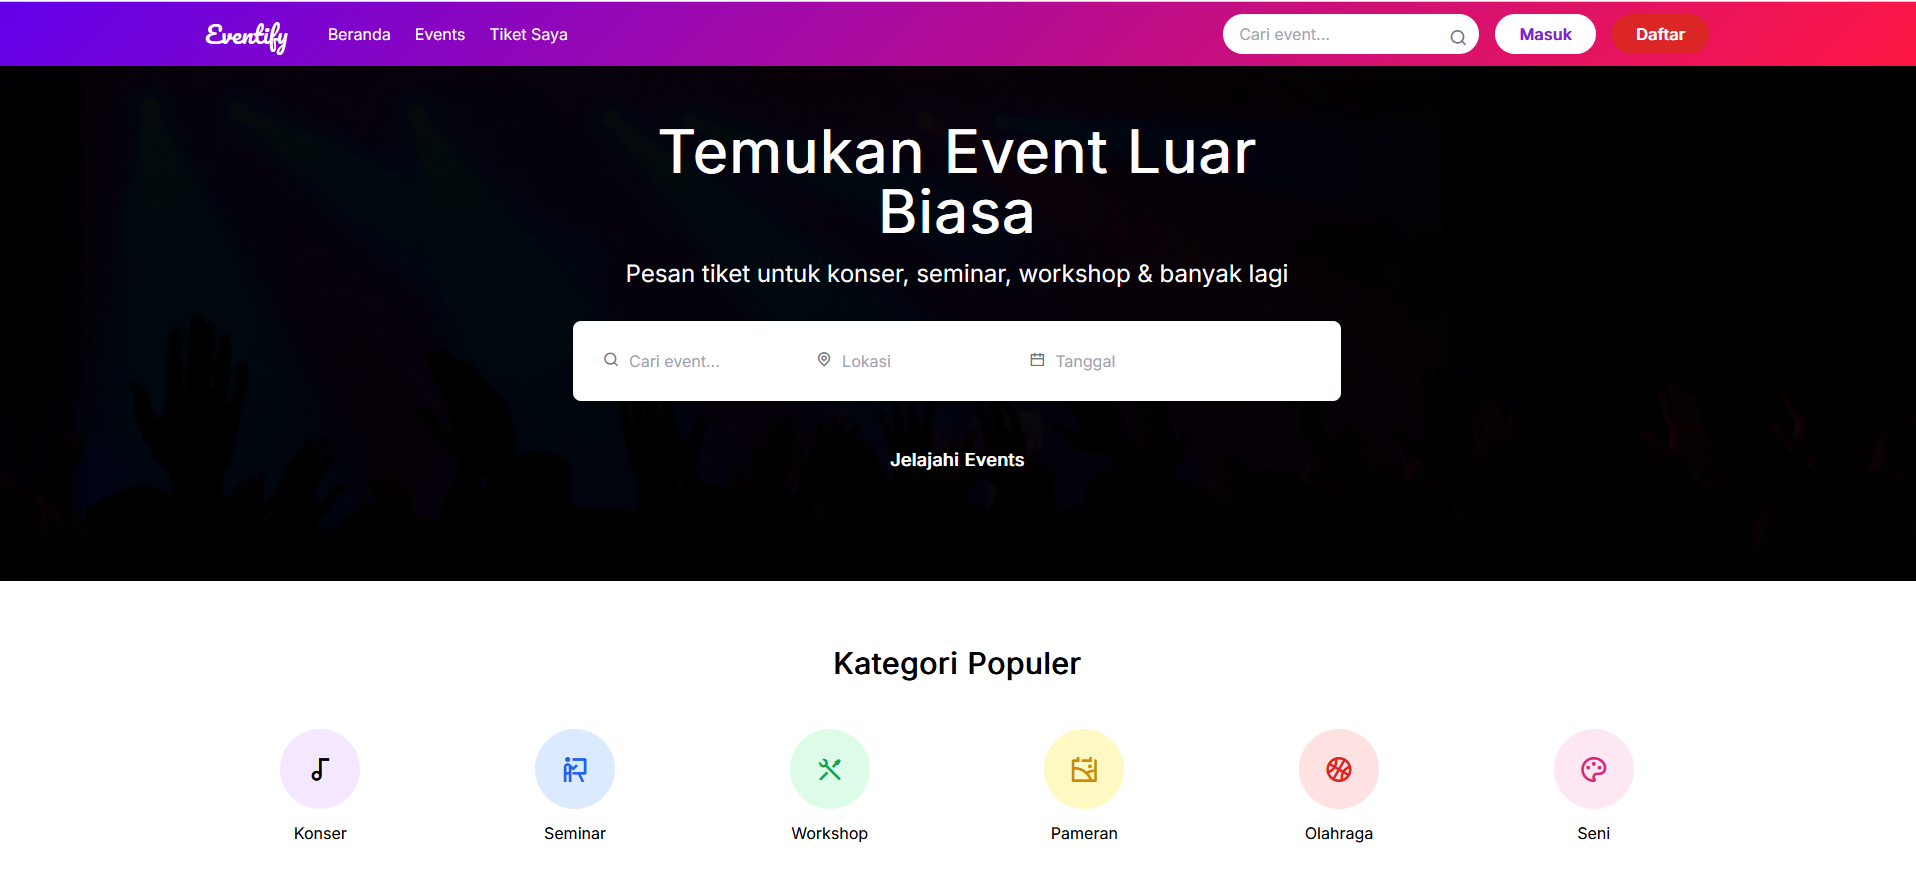 Eventify
Beranda
Events
Tiket Saya
Cari event...
Masuk
Daftar
Temukan Event Luar
Biasa
Pesan tiket untuk konser, seminar, workshop & banyak lagi
Cari event...
Lokasi
Tanggal
Jelajahi Events
Kategori Populer
Konser
Seminar
Workshop
Pameran
Olahraga
Seni